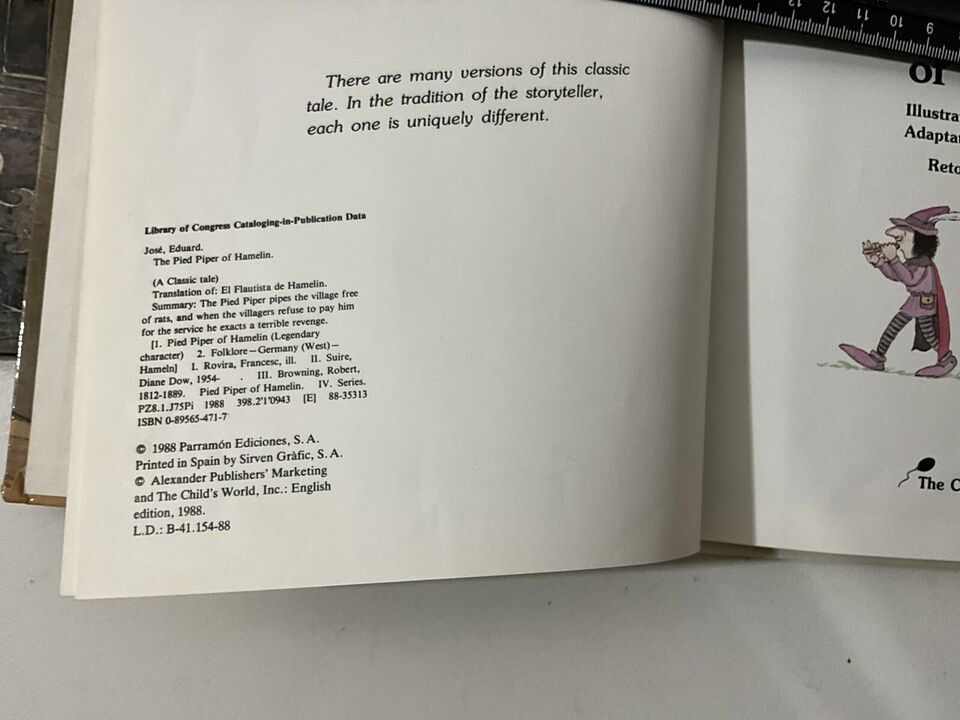 There are many versions of this classic
tale. In the tradition of the storyteller,
each one is uniquely different.
Library of Congress Cataloging-in-Publication Data
José, Eduard.
The Pied Piper of Hamelin.
(A Classic tale)
Translation of: El Flautista de Hamelin.
Summary: The Pied Piper pipes the village free
of rats, and when the villagers refuse to pay him
for the service he exacts a terrible revenge.
[1. Pied Piper of Hamelin (Legendary
character) 2. Folklore—Germany (West)—
Hameln] I. Rovira, Francesc, ill. II. Suire,
Diane Dow, 1954- . III. Browning, Robert,
1812-1889. Pied Piper of Hamelin. IV. Series.
PZ8.1.J75Pi 1988 398.2'1'0943 [E] 88-35313
ISBN 0-89565-471-7
© 1988 Parramón Ediciones, S. A.
Printed in Spain by Sirven Gràfic, S. A.
© Alexander Publishers' Marketing
and The Child's World, Inc.: English
edition, 1988.
L.D.: B-41.154-88
13 12 11 10 9
of
Illustra
Adapta
Reto
The C